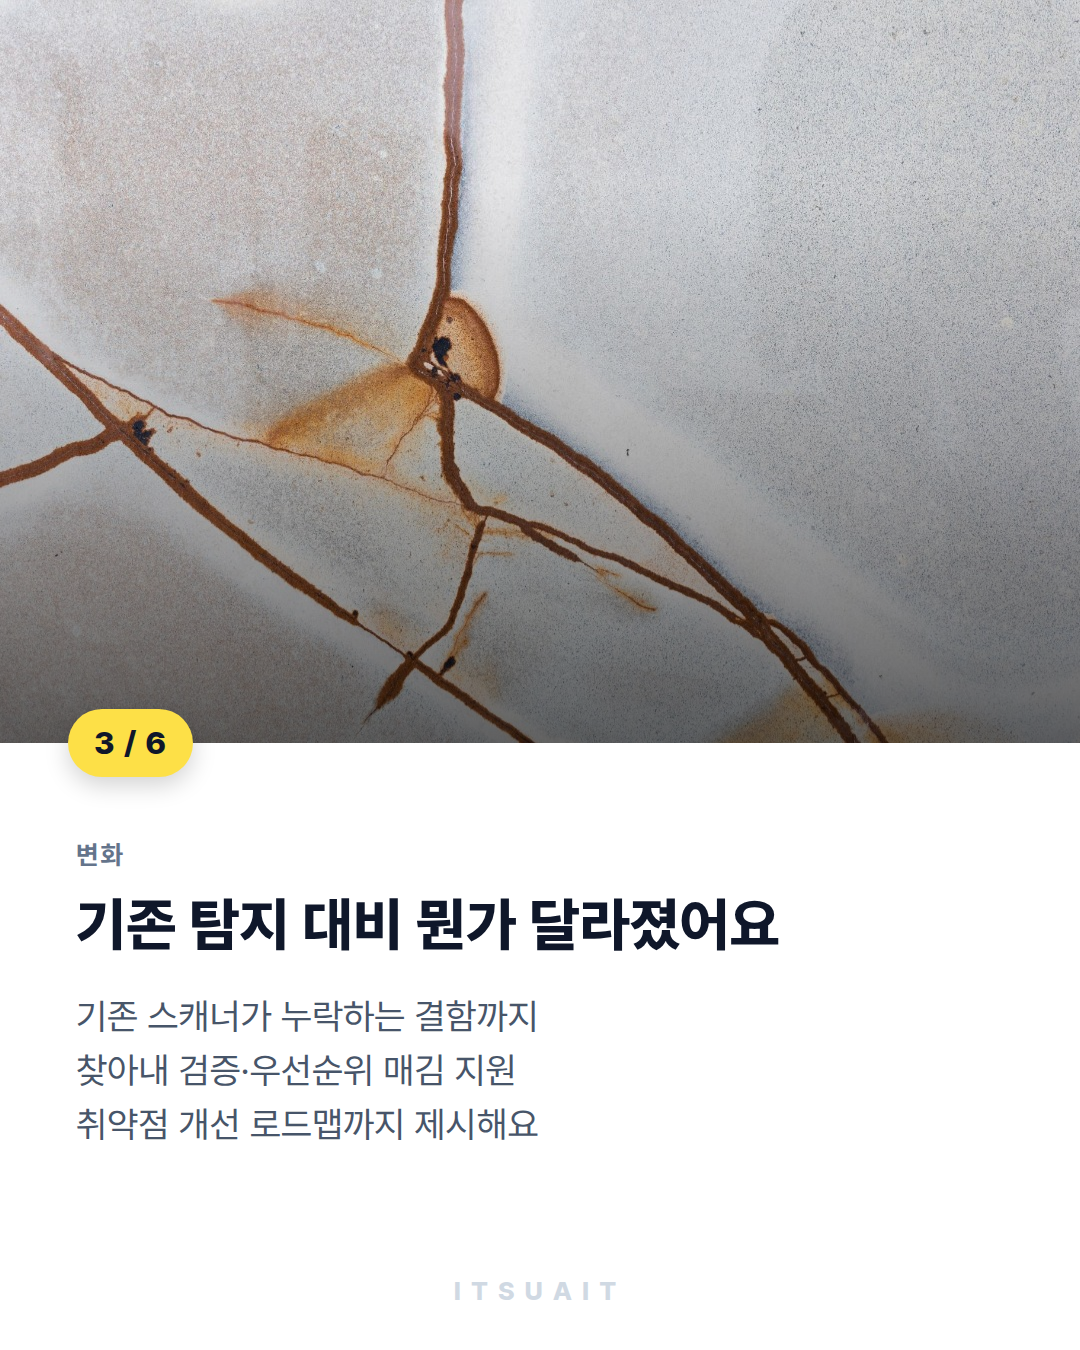 3 / 6
변화
기존 탐지 대비 뭔가 달라졌어요
기존 스캐너가 누락하는 결함까지
찾아내 검증·우선순위 매김 지원
취약점 개선 로드맵까지 제시해요
ITSUAIT